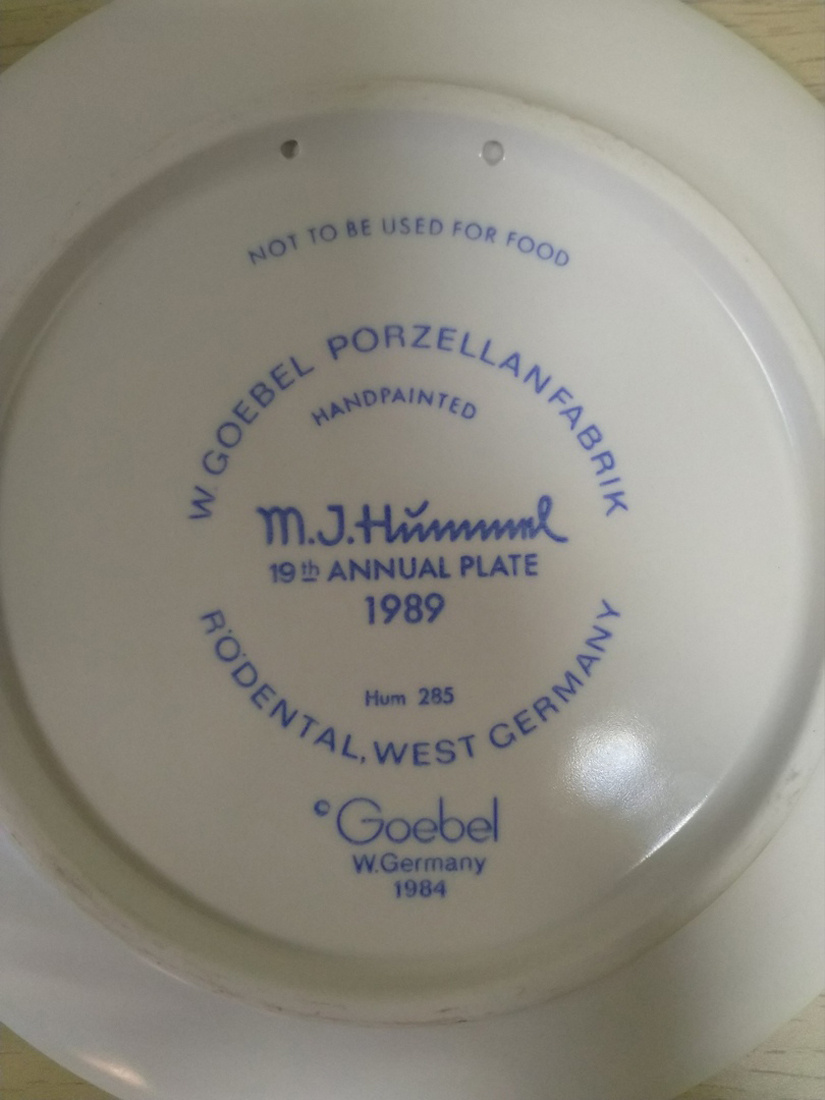 NOT TO BE USED FOR FOOD
W. GOEBEL PORZELLANFABRIK
HANDPAINTED
M.J.Hummel
19th ANNUAL PLATE
1989
Hum 285
RÖDENTAL, WEST GERMANY
© Goebel
W.Germany
1984